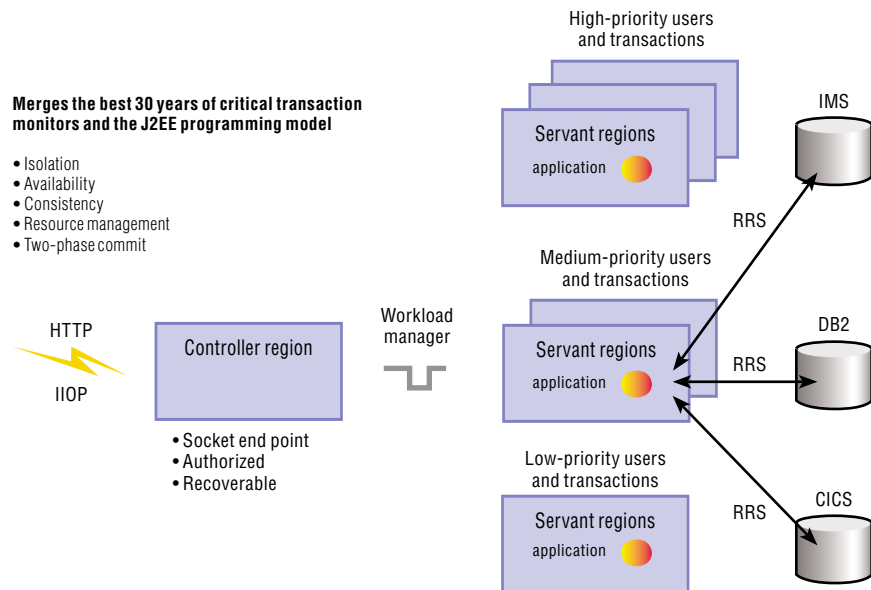 Merges the best 30 years of critical transaction
monitors and the J2EE programming model
• Isolation
• Availability
• Consistency
• Resource management
• Two-phase commit
HTTP
IIOP
Controller region
• Socket end point
• Authorized
• Recoverable
Workload
manager
High-priority users
and transactions
Servant regions
application
Medium-priority users
and transactions
Servant regions
application
Low-priority users
and transactions
Servant regions
application
RRS
RRS
RRS
IMS
DB2
CICS